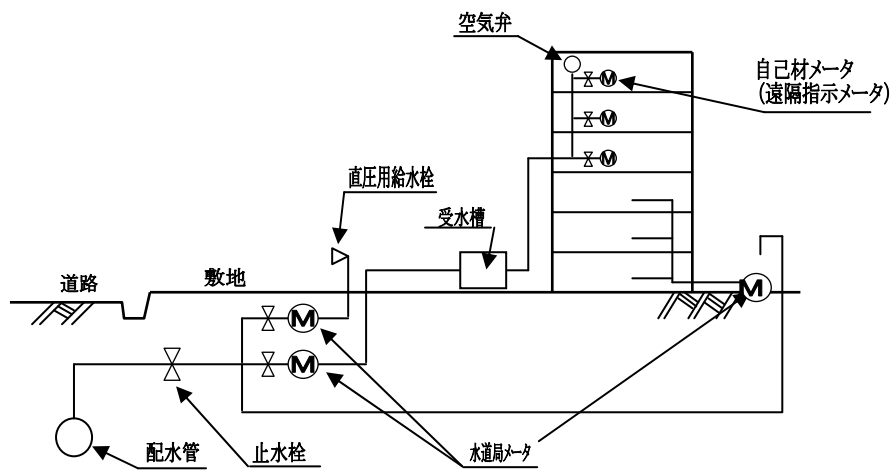 空気弁
自己材メータ
(遠隔指示メータ)
M
M
M
直圧用給水栓
受水槽
道路
敷地
M
M
M
配水管
止水栓
水道局メータ